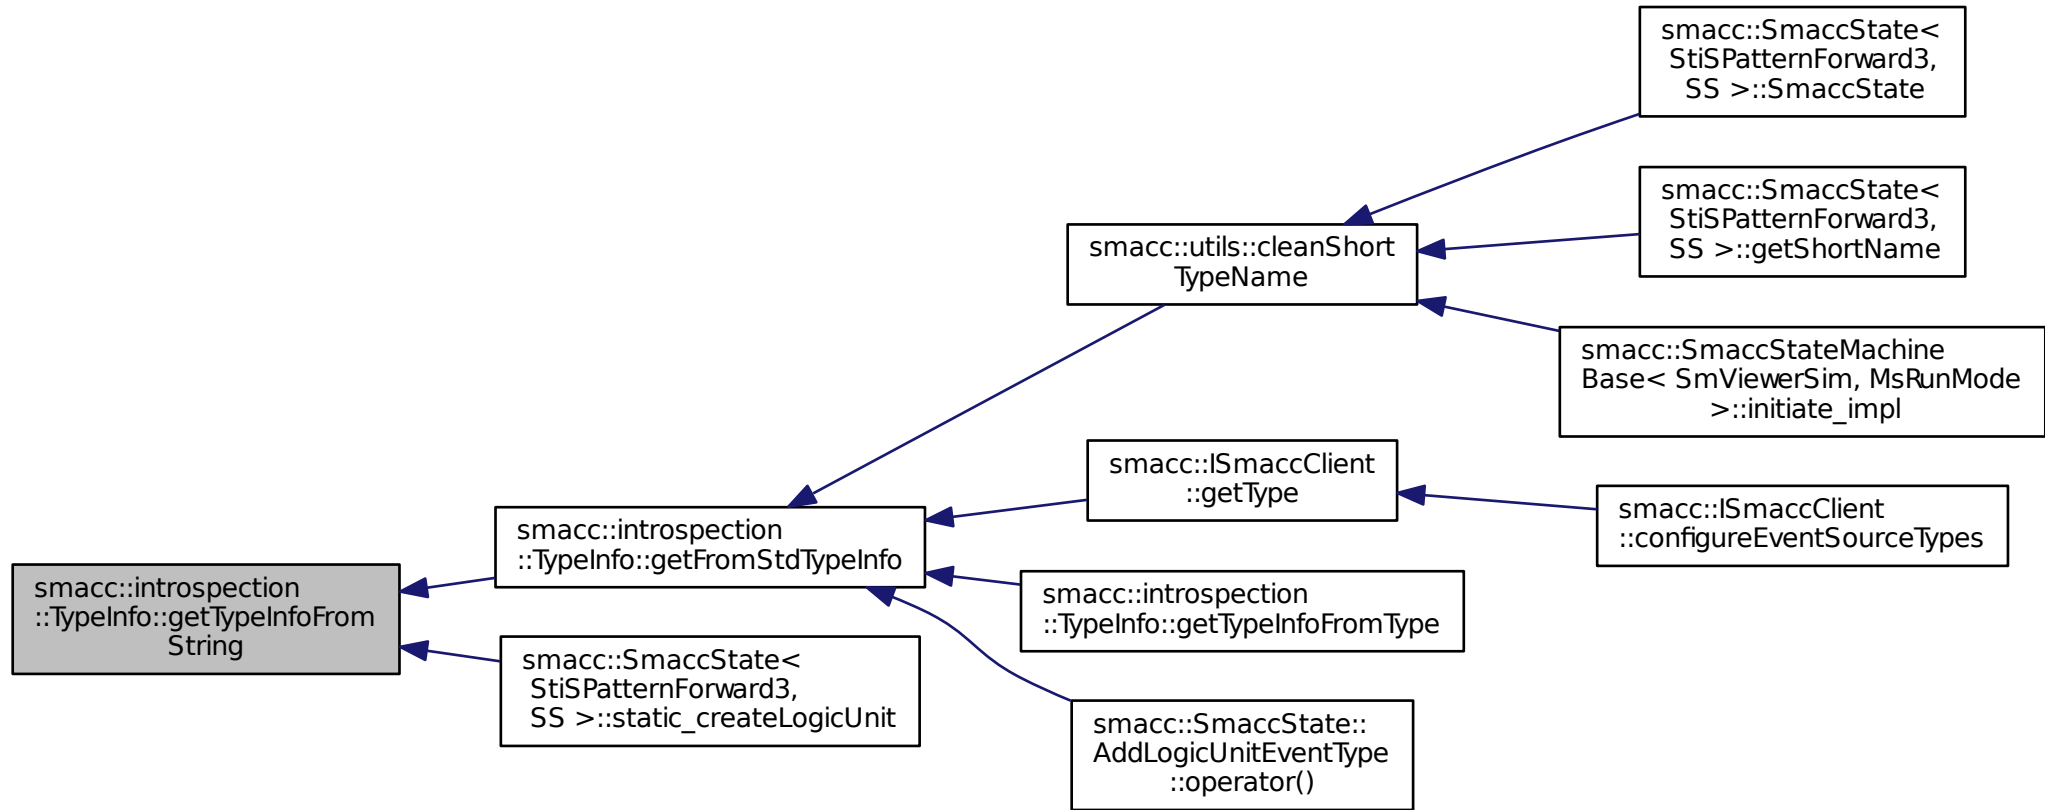 smacc::SmaccState<
StiSPatternForward3,
SS >::SmaccState
smacc::SmaccState<
StiSPatternForward3,
SS >::getShortName
smacc::utils::cleanShort
TypeName
smacc::SmaccStateMachine
Base< SmViewerSim, MsRunMode
>::initiate_impl
smacc::ISmaccClient
::getType
smacc::ISmaccClient
::configureEventSourceTypes
smacc::introspection
::TypeInfo::getFromStdTypeInfo
smacc::introspection
::TypeInfo::getTypeInfoFrom
String
smacc::introspection
::TypeInfo::getTypeInfoFromType
smacc::SmaccState<
StiSPatternForward3,
SS >::static_createLogicUnit
smacc::SmaccState::
AddLogicUnitEventType
::operator()